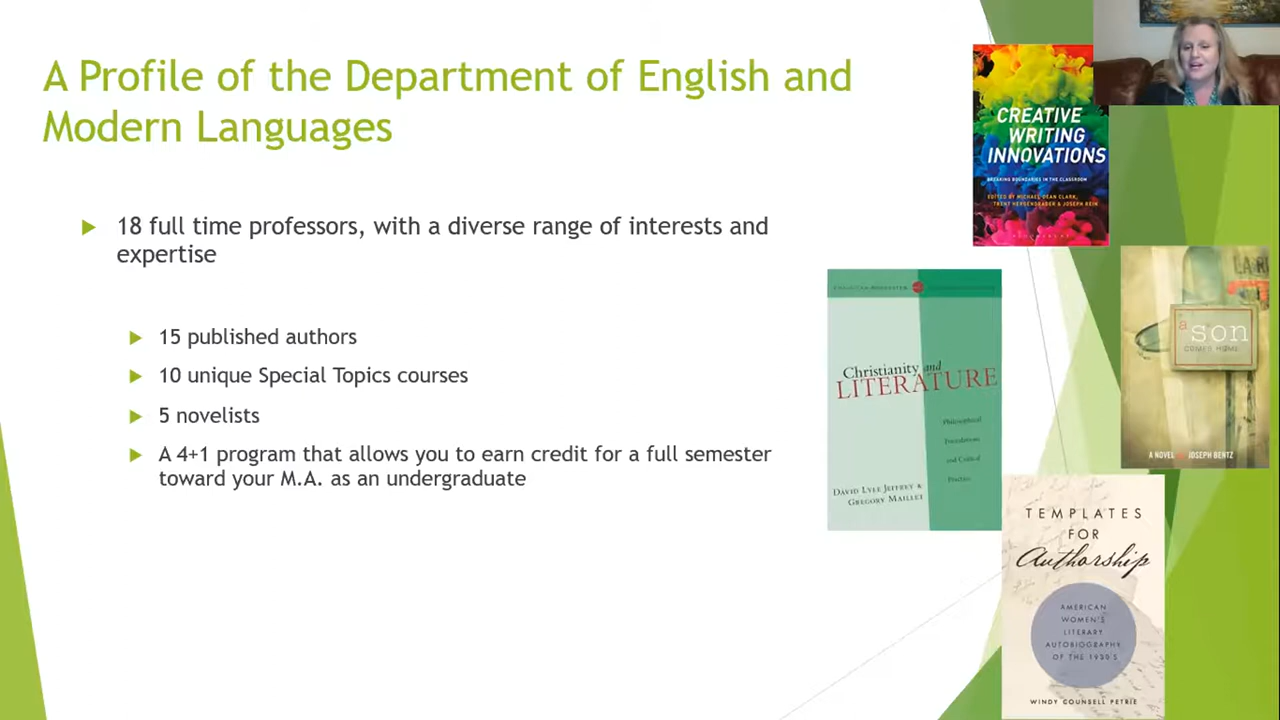 A Profile of the Department of English and
Modern Languages
18 full time professors, with a diverse range of interests and
expertise
15 published authors
10 unique Special Topics courses
5 novelists
A 4+1 program that allows you to earn credit for a full semester
toward your M.A. as an undergraduate
CREATIVE
WRITING
INNOVATIONS
BREAKING BOUNDARIES IN THE CLASSROOM
EDITED BY MICHAEL DEAN CLARK,
TRENT HERGENRADER & JOSEPH REIN
Christianity and
LITERATURE
Philosophical
Foundations
and Critical
Practice
DAVID LYLE JEFFREY &
GREGORY MAILLET
a son
COMES HOME
A NOVEL
JOSEPH BENTZ
TEMPLATES
FOR
Authorship
AMERICAN
WOMEN'S
LITERARY
AUTOBIOGRAPHY
OF THE 1930'S
WINDY COUNSELL PETRIE